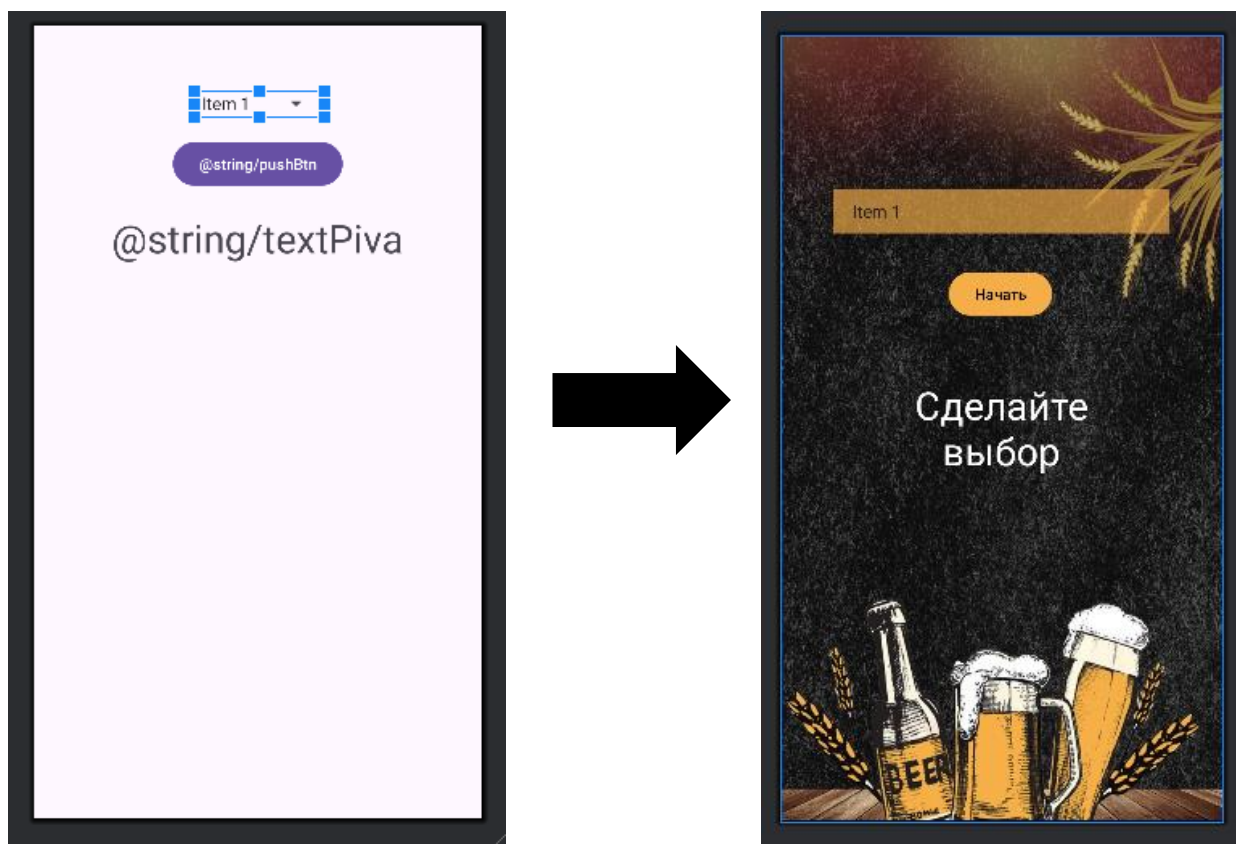 Item 1
@string/pushBtn
@string/textPiva
Item 1
Начать
Сделайте
выбор
BEER